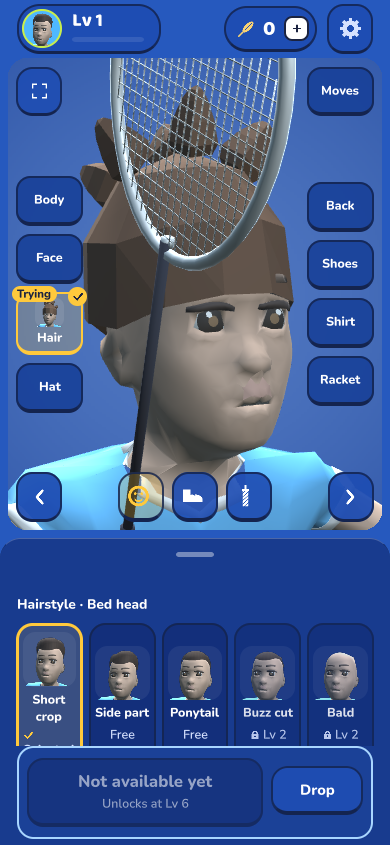 Lv 1
0
+
Moves
Body
Back
Face
Shoes
Trying
Hair
Shirt
Hat
Racket
Hairstyle · Bed head
Short crop
Side part
Free
Ponytail
Free
Buzz cut
Lv 2
Bald
Lv 2
Not available yet
Unlocks at Lv 6
Drop